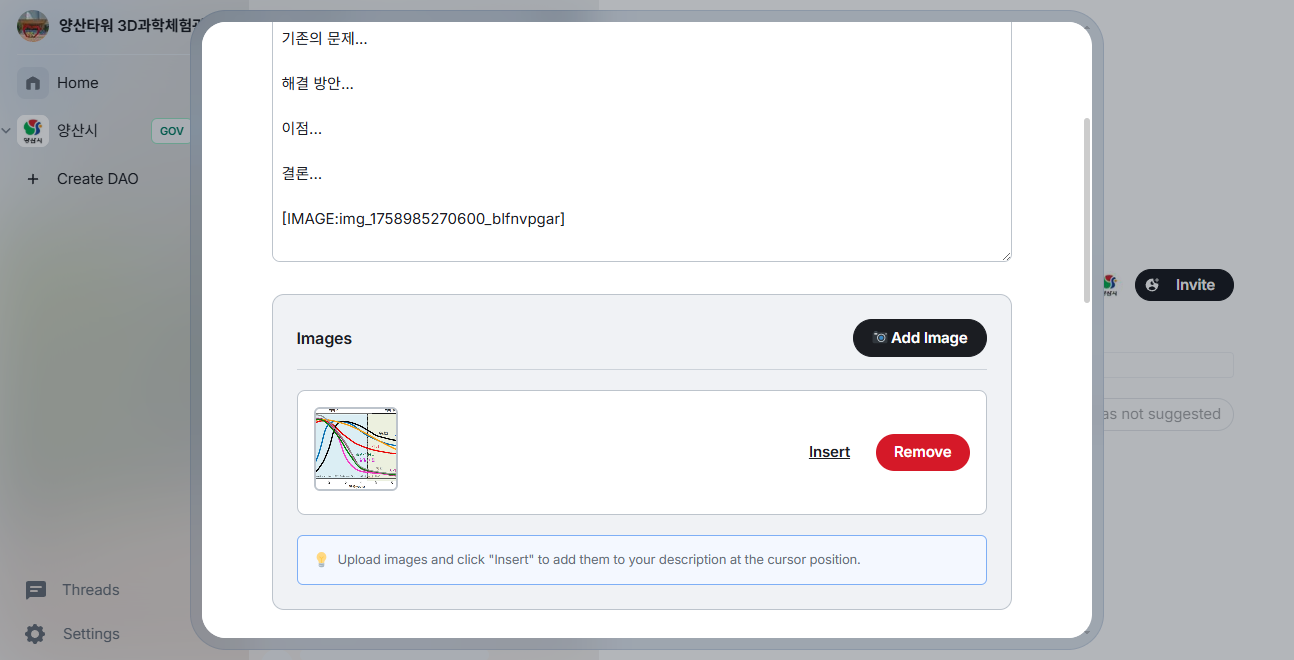 양산타워 3D과학체험관
Home
양산시
GOV
Create DAO
Threads
Settings
기존의 문제...
해결 방안...
이점...
결론...
[IMAGE:img_1758985270600_blfnvpgar]
Images
Add Image
Insert
Remove
Upload images and click "Insert" to add them to your description at the cursor position.
Invite
as not suggested